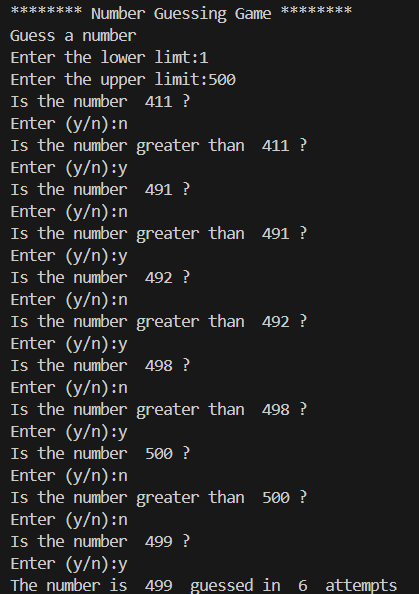 ******** Number Guessing Game ********
Guess a number
Enter the lower limt:1
Enter the upper limit:500
Is the number  411 ?
Enter (y/n):n
Is the number greater than  411 ?
Enter (y/n):y
Is the number  491 ?
Enter (y/n):n
Is the number greater than  491 ?
Enter (y/n):y
Is the number  492 ?
Enter (y/n):n
Is the number greater than  492 ?
Enter (y/n):y
Is the number  498 ?
Enter (y/n):n
Is the number greater than  498 ?
Enter (y/n):y
Is the number  500 ?
Enter (y/n):n
Is the number greater than  500 ?
Enter (y/n):n
Is the number  499 ?
Enter (y/n):y
The number is  499  guessed in  6  attempts